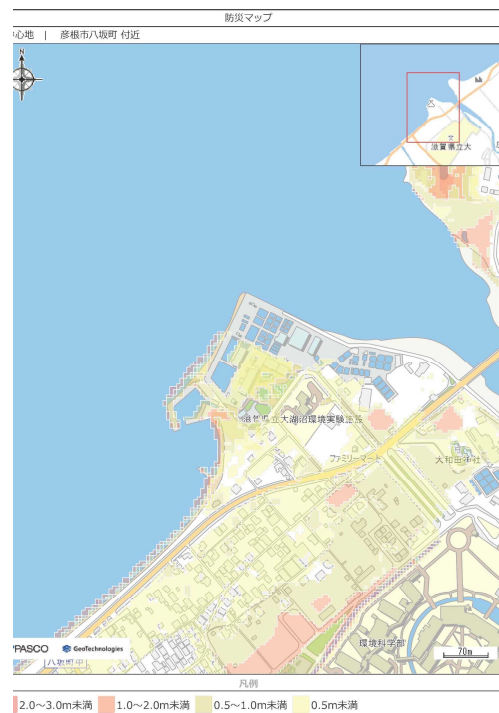 防災マップ
心地 | 彦根市八坂町 付近
N
滋賀県立大
滋賀県立大湖沼環境実験施設
ファミリーマート
大和田神社
環境科学部
八坂町中
PASCO
GeoTechnologies
70m
凡例
2.0～3.0m未満
1.0～2.0m未満
0.5～1.0m未満
0.5m未満